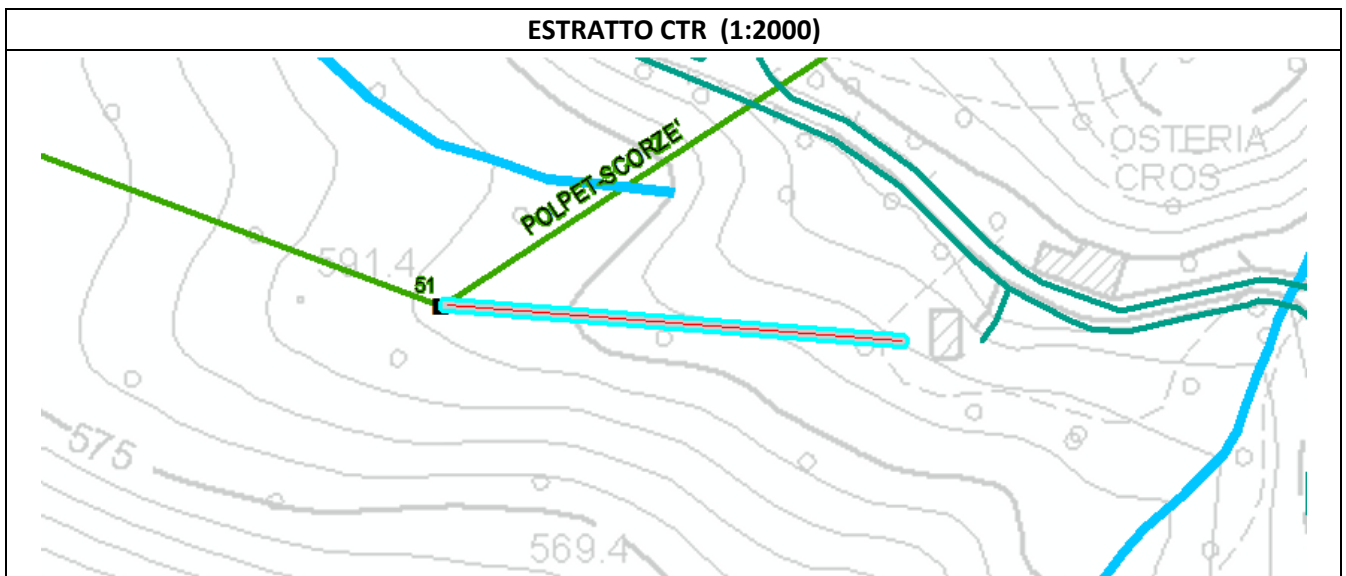 ESTRATTO CTR (1:2000)
POLPET-SCORZE'
OSTERIA
CROS
591.4
51
575
569.4